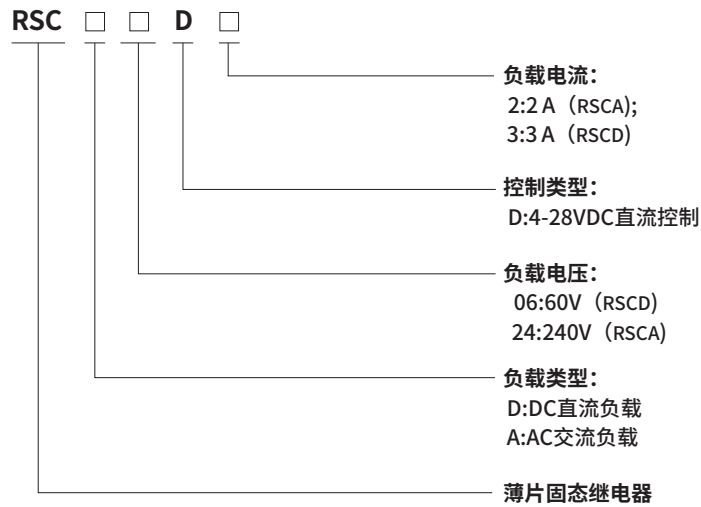 RSC □ □ D □
负载电流：
2:2 A（RSCA);
3:3 A（RSCD)
控制类型：
D:4-28VDC直流控制
负载电压：
06:60V（RSCD)
24:240V（RSCA)
负载类型：
D:DC直流负载
A:AC交流负载
薄片固态继电器